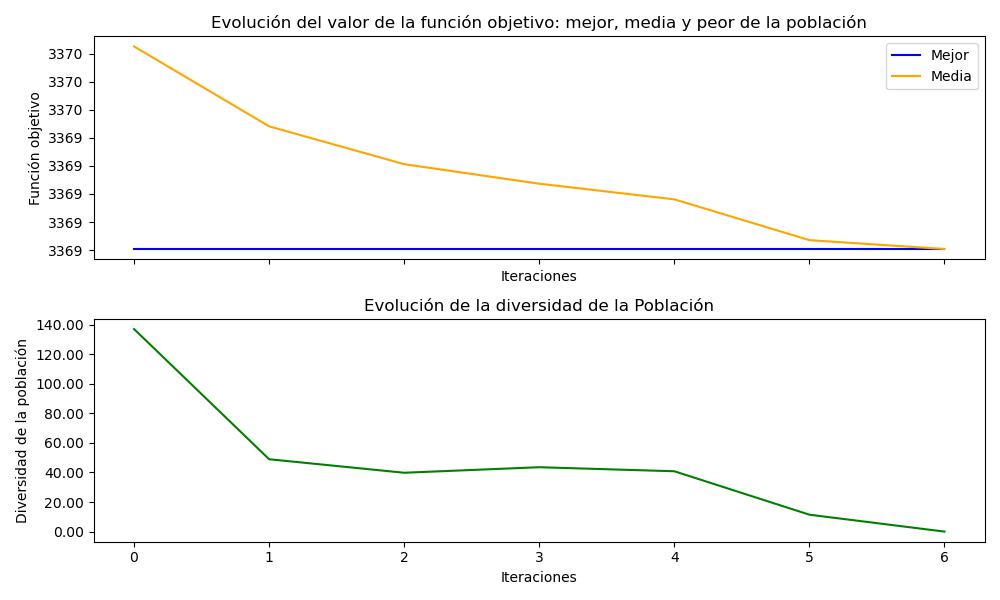 Evolución del valor de la función objetivo: mejor, media y peor de la población
Función objetivo
3370
3370
3370
3369
3369
3369
3369
3369
Mejor
Media
Iteraciones
Evolución de la diversidad de la Población
Diversidad de la población
140.00
120.00
100.00
80.00
60.00
40.00
20.00
0.00
0 1 2 3 4 5 6
Iteraciones